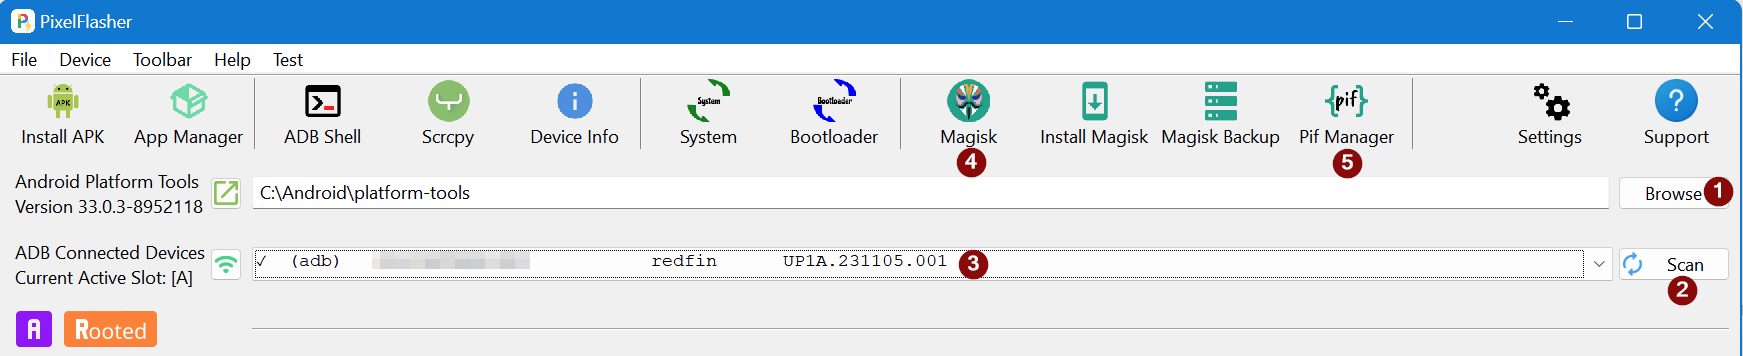 PixelFlasher
File Device Toolbar Help Test
APK System Bootloader {pif} ?
Install APK App Manager ADB Shell Scrcpy Device Info System Bootloader Magisk Install Magisk Magisk Backup Pif Manager Settings Support
4 5
Android Platform Tools
Version 33.0.3-8952118
C:\Android\platform-tools
Browse 1
ADB Connected Devices
Current Active Slot: [A]
✓ (adb) redfin UP1A.231105.001 3
Scan
2
A Rooted